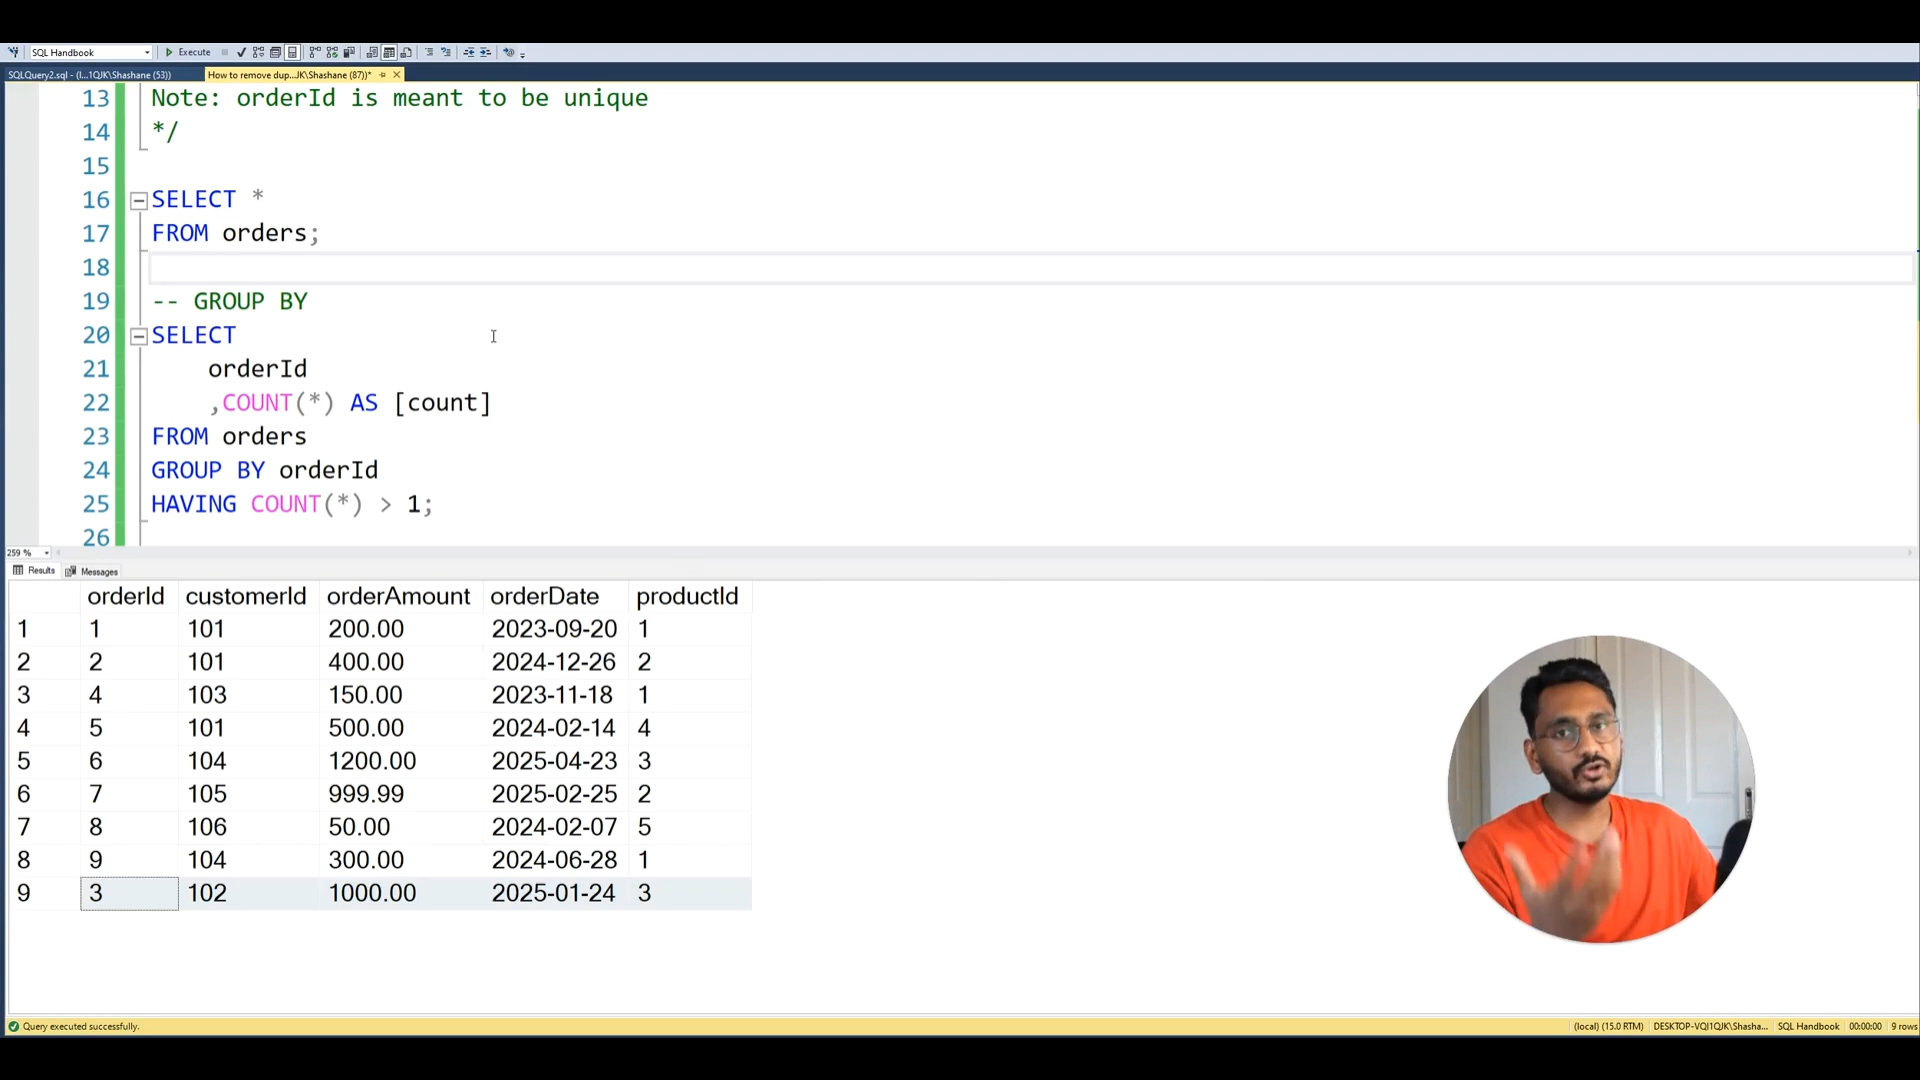 SQL Handbook
Execute
SQLQuery2.sql - (l...1QJK\Shashane (53))
How to remove dup...JK\Shashane (87))*
13 Note: orderId is meant to be unique
14 */
15
16 SELECT *
17 FROM orders;
18
19 -- GROUP BY
20 SELECT
21 orderId
22 ,COUNT(*) AS [count]
23 FROM orders
24 GROUP BY orderId
25 HAVING COUNT(*) > 1;
26
259 %
Results Messages
orderId customerId orderAmount orderDate productId
1 1 101 200.00 2023-09-20 1
2 2 101 400.00 2024-12-26 2
3 4 103 150.00 2023-11-18 1
4 5 101 500.00 2024-02-14 4
5 6 104 1200.00 2025-04-23 3
6 7 105 999.99 2025-02-25 2
7 8 106 50.00 2024-02-07 5
8 9 104 300.00 2024-06-28 1
9 3 102 1000.00 2025-01-24 3
Query executed successfully.
(local) (15.0 RTM) DESKTOP-VQI1QJK\Shasha... SQL Handbook 00:00:00 9 rows